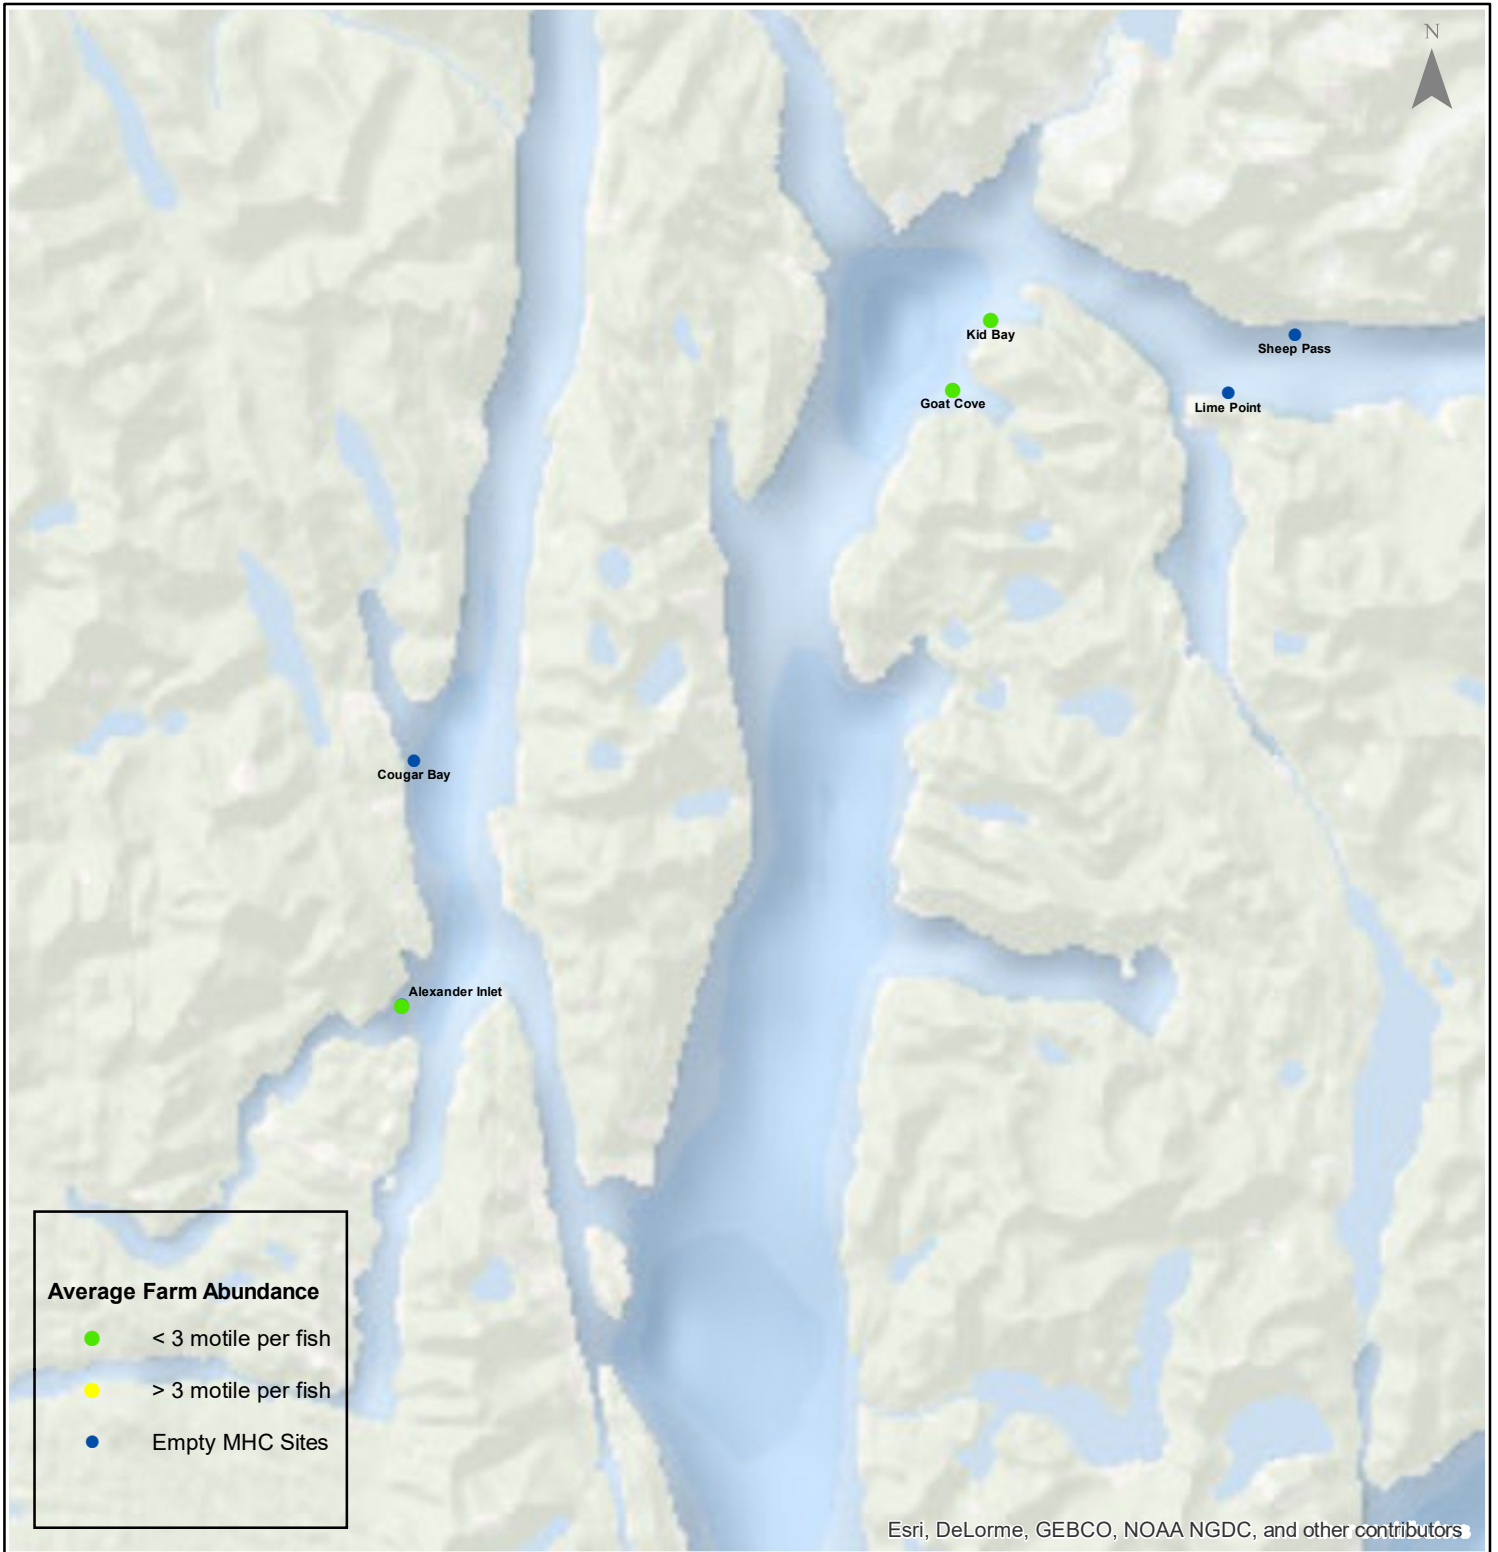 N
Kid Bay
Sheep Pass
Goat Cove
Lime Point
Cougar Bay
Alexander Inlet
Average Farm Abundance
< 3 motile per fish
> 3 motile per fish
Empty MHC Sites
Esri, DeLorme, GEBCO, NOAA NGDC, and other contributors